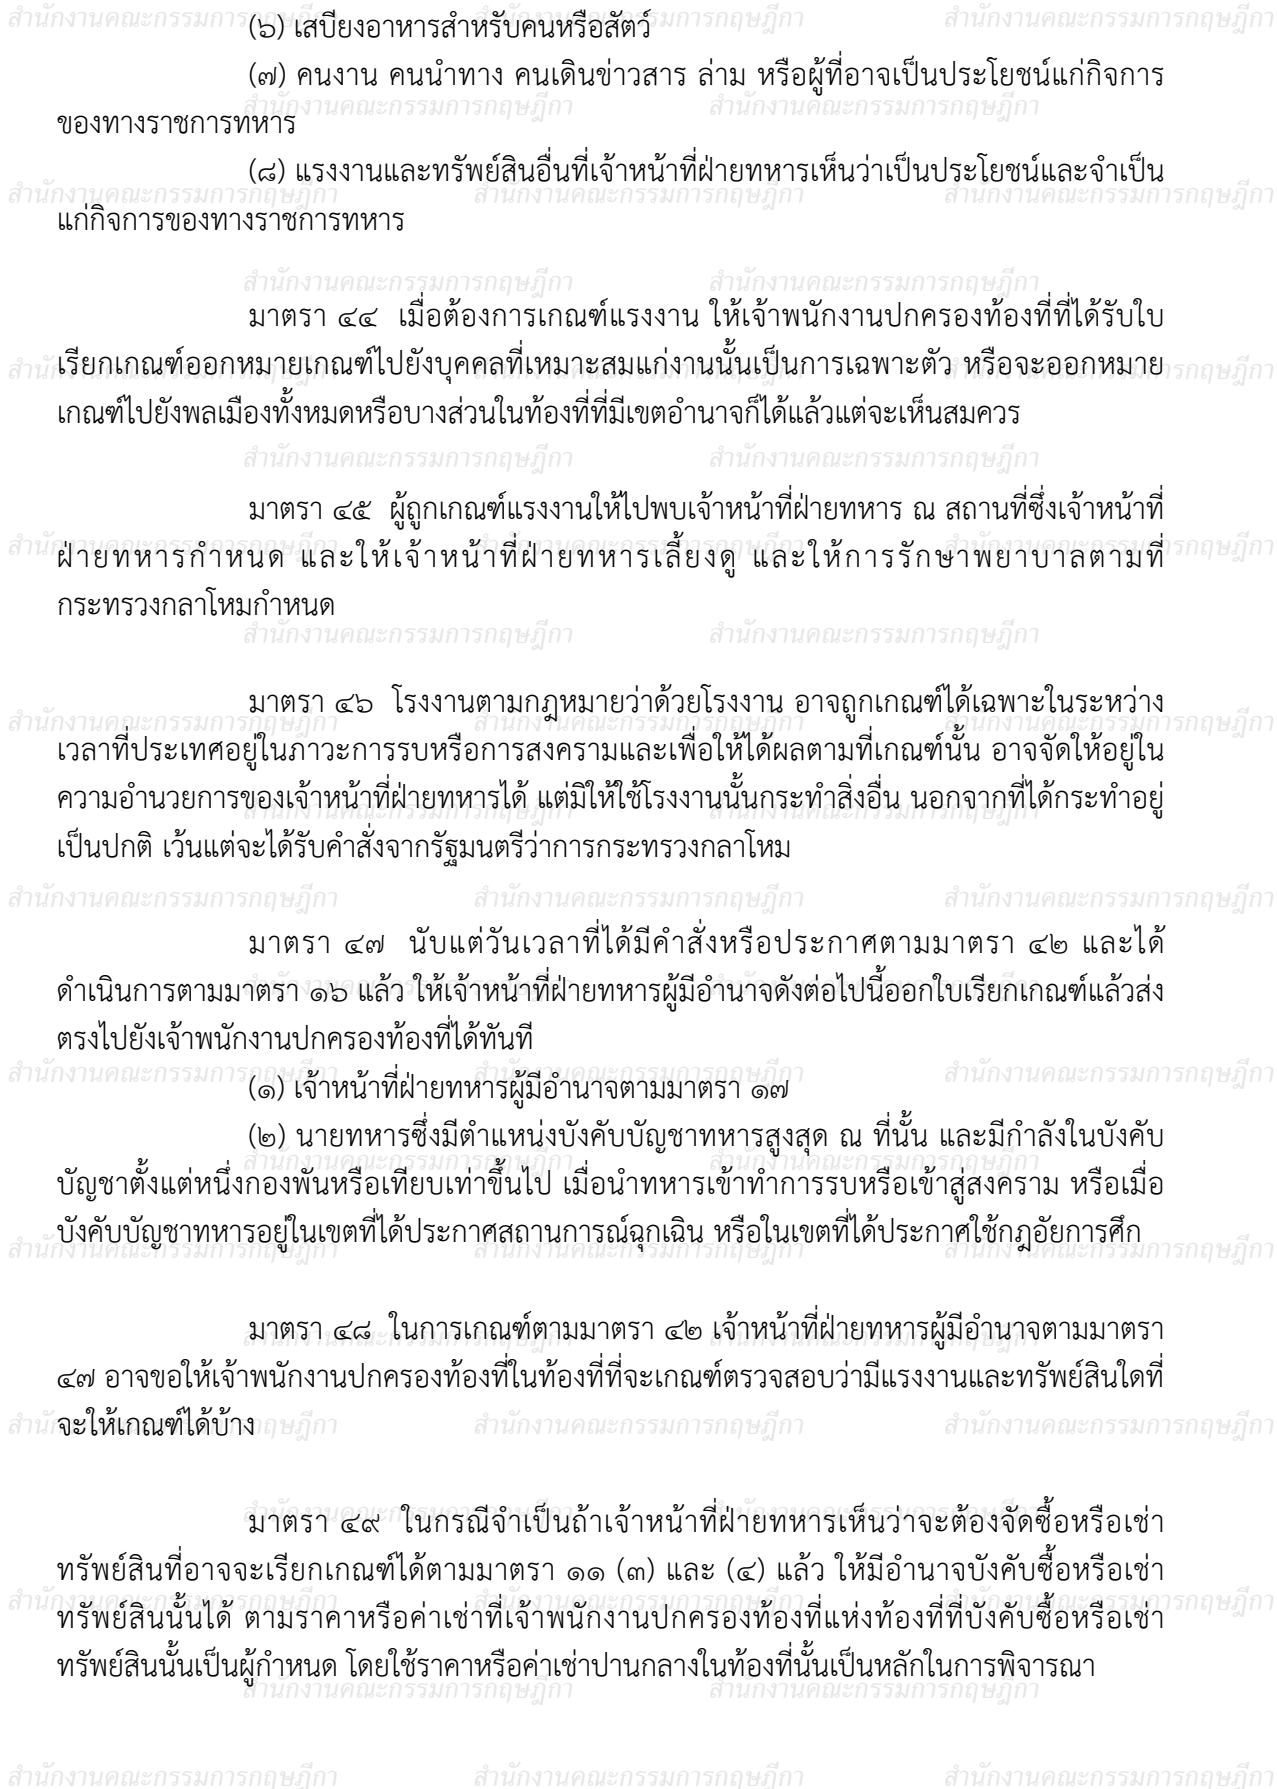 (๖) เสบียงอาหารสำหรับคนหรือสัตว์
(๗) คนงาน คนนำทาง คนเดินข่าวสาร ล่าม หรือผู้ที่อาจเป็นประโยชน์แก่กิจการ
ของทางราชการทหาร
(๘) แรงงานและทรัพย์สินอื่นที่เจ้าหน้าที่ฝ่ายทหารเห็นว่าเป็นประโยชน์และจำเป็น
แก่กิจการของทางราชการทหาร
มาตรา ๔๔ เมื่อต้องการเกณฑ์แรงงาน ให้เจ้าพนักงานปกครองท้องที่ที่ได้รับใบ
เรียกเกณฑ์ออกหมายเกณฑ์ไปยังบุคคลที่เหมาะสมแก่งานนั้นเป็นการเฉพาะตัว หรือจะออกหมาย
เกณฑ์ไปยังพลเมืองทั้งหมดหรือบางส่วนในท้องที่ที่มีเขตอำนาจก็ได้แล้วแต่จะเห็นสมควร
มาตรา ๔๕ ผู้ถูกเกณฑ์แรงงานให้ไปพบเจ้าหน้าที่ฝ่ายทหาร ณ สถานที่ซึ่งเจ้าหน้าที่
ฝ่ายทหารกำหนด และให้เจ้าหน้าที่ฝ่ายทหารเลี้ยงดู และให้การรักษาพยาบาลตามที่
กระทรวงกลาโหมกำหนด
มาตรา ๔๖ โรงงานตามกฎหมายว่าด้วยโรงงาน อาจถูกเกณฑ์ได้เฉพาะในระหว่าง
เวลาที่ประเทศอยู่ในภาวะการรบหรือการสงครามและเพื่อให้ได้ผลตามที่เกณฑ์นั้น อาจจัดให้อยู่ใน
ความอำนวยการของเจ้าหน้าที่ฝ่ายทหารได้ แต่มิให้ใช้โรงงานนั้นกระทำสิ่งอื่น นอกจากที่ได้กระทำอยู่
เป็นปกติ เว้นแต่จะได้รับคำสั่งจากรัฐมนตรีว่าการกระทรวงกลาโหม
มาตรา ๔๗ นับแต่วันเวลาที่ได้มีคำสั่งหรือประกาศตามมาตรา ๔๒ และได้
ดำเนินการตามมาตรา ๑๖ แล้ว ให้เจ้าหน้าที่ฝ่ายทหารผู้มีอำนาจดังต่อไปนี้ออกใบเรียกเกณฑ์แล้วส่ง
ตรงไปยังเจ้าพนักงานปกครองท้องที่ได้ทันที
(๑) เจ้าหน้าที่ฝ่ายทหารผู้มีอำนาจตามมาตรา ๑๗
(๒) นายทหารซึ่งมีตำแหน่งบังคับบัญชาทหารสูงสุด ณ ที่นั้น และมีกำลังในบังคับ
บัญชาตั้งแต่หนึ่งกองพันหรือเทียบเท่าขึ้นไป เมื่อนำทหารเข้าทำการรบหรือเข้าสู่สงคราม หรือเมื่อ
บังคับบัญชาทหารอยู่ในเขตที่ได้ประกาศสถานการณ์ฉุกเฉิน หรือในเขตที่ได้ประกาศใช้กฎอัยการศึก
มาตรา ๔๘ ในการเกณฑ์ตามมาตรา ๔๒ เจ้าหน้าที่ฝ่ายทหารผู้มีอำนาจตามมาตรา
๔๗ อาจขอให้เจ้าพนักงานปกครองท้องที่ในท้องที่ที่จะเกณฑ์ตรวจสอบว่ามีแรงงานและทรัพย์สินใดที่
จะให้เกณฑ์ได้บ้าง
มาตรา ๔๙ ในกรณีจำเป็นถ้าเจ้าหน้าที่ฝ่ายทหารเห็นว่าจะต้องจัดซื้อหรือเช่า
ทรัพย์สินที่อาจจะเรียกเกณฑ์ได้ตามมาตรา ๑๑ (๓) และ (๔) แล้ว ให้มีอำนาจบังคับซื้อหรือเช่า
ทรัพย์สินนั้นได้ ตามราคาหรือค่าเช่าที่เจ้าพนักงานปกครองท้องที่แห่งท้องที่ที่บังคับซื้อหรือเช่า
ทรัพย์สินนั้นเป็นผู้กำหนด โดยใช้ราคาหรือค่าเช่าปานกลางในท้องที่นั้นเป็นหลักในการพิจารณา